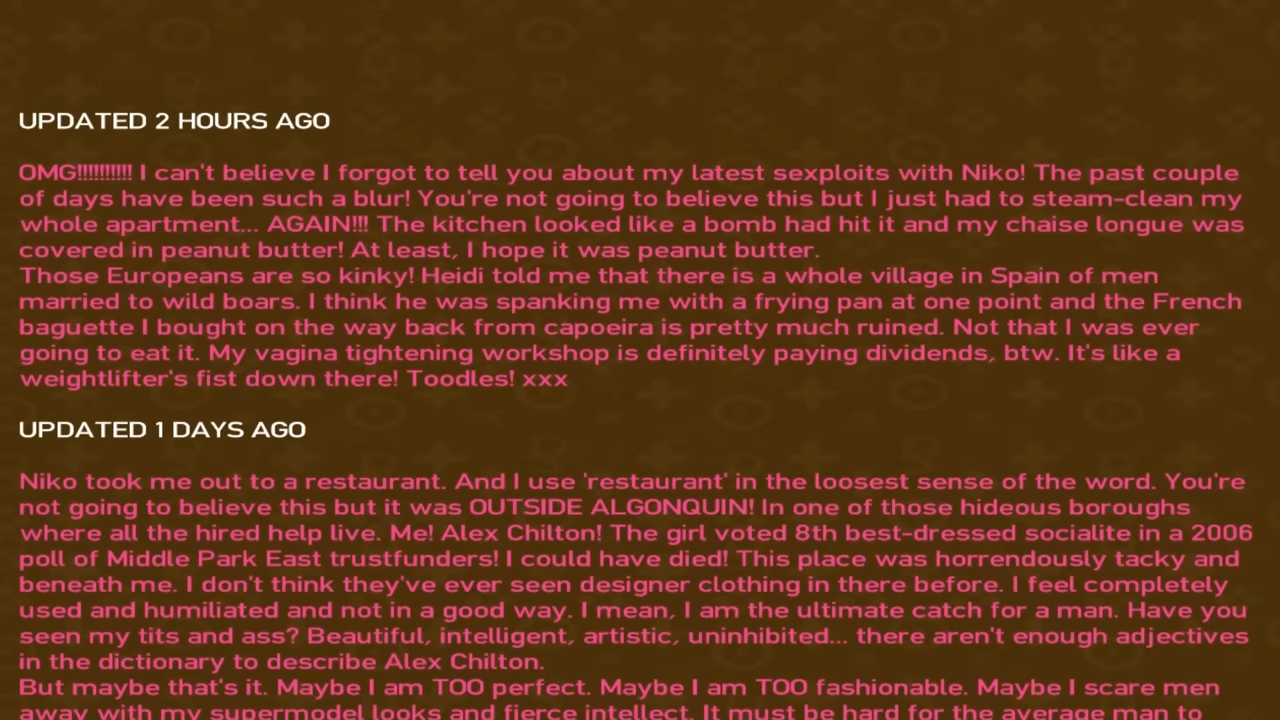 UPDATED 2 HOURS AGO
OMG!!!!!!!!!! I can't believe I forgot to tell you about my latest sexploits with Niko! The past couple
of days have been such a blur! You're not going to believe this but I just had to steam-clean my
whole apartment... AGAIN!!! The kitchen looked like a bomb had hit it and my chaise longue was
covered in peanut butter! At least, I hope it was peanut butter.
Those Europeans are so kinky! Heidi told me that there is a whole village in Spain of men
married to wild boars. I think he was spanking me with a frying pan at one point and the French
baguette I bought on the way back from capoeira is pretty much ruined. Not that I was ever
going to eat it. My vagina tightening workshop is definitely paying dividends, btw. It's like a
weightlifter's fist down there! Toodles! xxx
UPDATED 1 DAYS AGO
Niko took me out to a restaurant. And I use 'restaurant' in the loosest sense of the word. You're
not going to believe this but it was OUTSIDE ALGONQUIN! In one of those hideous boroughs
where all the hired help live. Me! Alex Chilton! The girl voted 8th best-dressed socialite in a 2006
poll of Middle Park East trustfunders! I could have died! This place was horrendously tacky and
beneath me. I don't think they've ever seen designer clothing in there before. I feel completely
used and humiliated and not in a good way. I mean, I am the ultimate catch for a man. Have you
seen my tits and ass? Beautiful, intelligent, artistic, uninhibited... there aren't enough adjectives
in the dictionary to describe Alex Chilton.
But maybe that's it. Maybe I am TOO perfect. Maybe I am TOO fashionable. Maybe I scare men
away with my supermodel looks and fierce intellect. It must be hard for the average man to